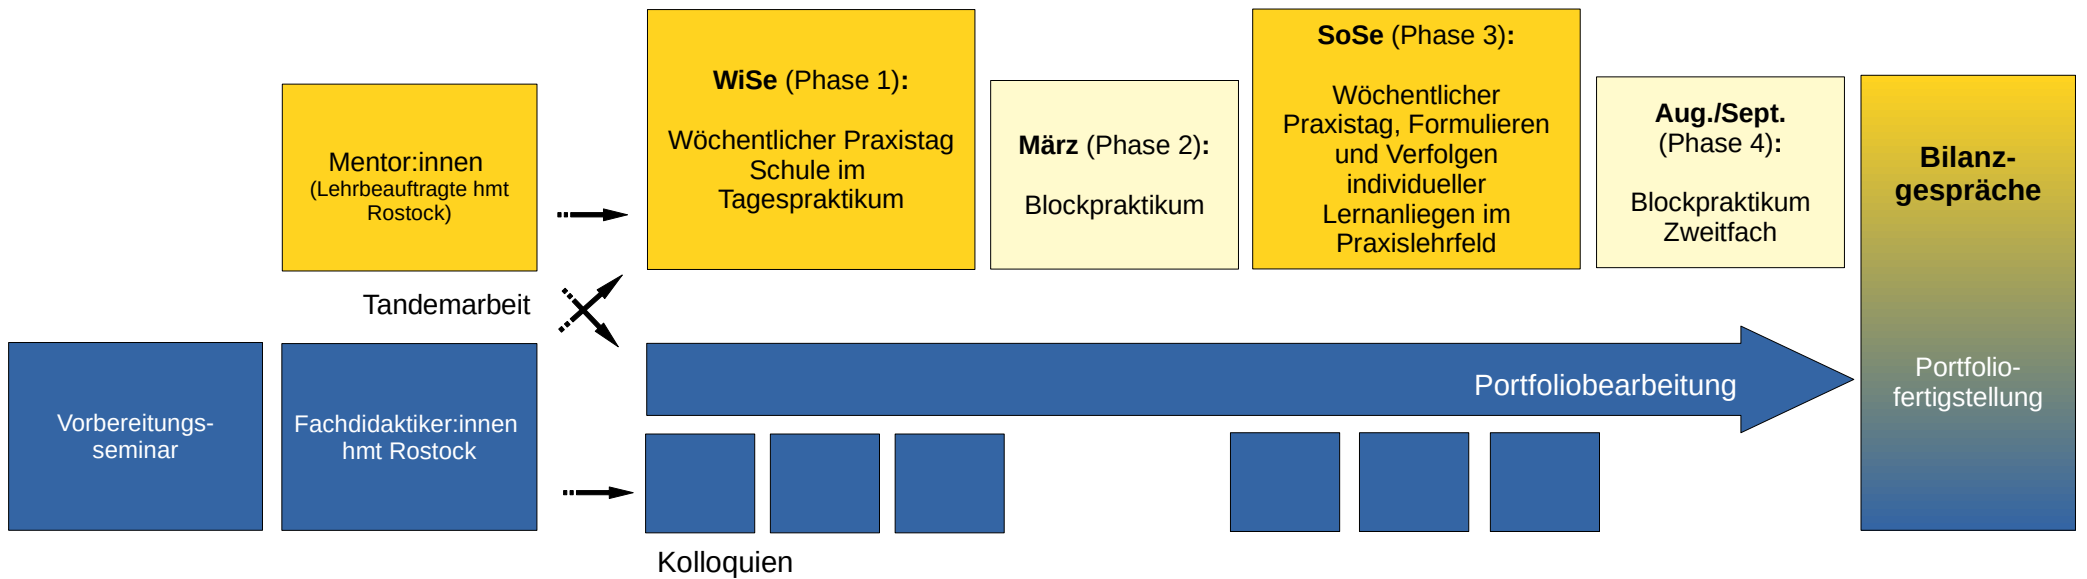 WiSe (Phase 1):
Wöchentlicher Praxistag
Schule im
Tagespraktikum
März (Phase 2):
Blockpraktikum
SoSe (Phase 3):
Wöchentlicher
Praxistag, Formulieren
und Verfolgen
individueller
Lernanliegen im
Praxislehrfeld
Aug./Sept.
(Phase 4):
Blockpraktikum
Zweitfach
Bilanz-
gespräche
Mentor:innen
(Lehrbeauftragte hmt
Rostock)
Tandemarbeit
Vorbereitungs-
seminar
Fachdidaktiker:innen
hmt Rostock
Portfoliobearbeitung
Portfolio-
fertigstellung
Kolloquien